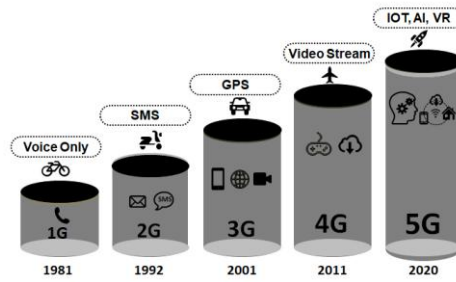 IOT, AI, VR
Video Stream
GPS
SMS
Voice Only
SMS
1G
2G
3G
4G
5G
1981
1992
2001
2011
2020